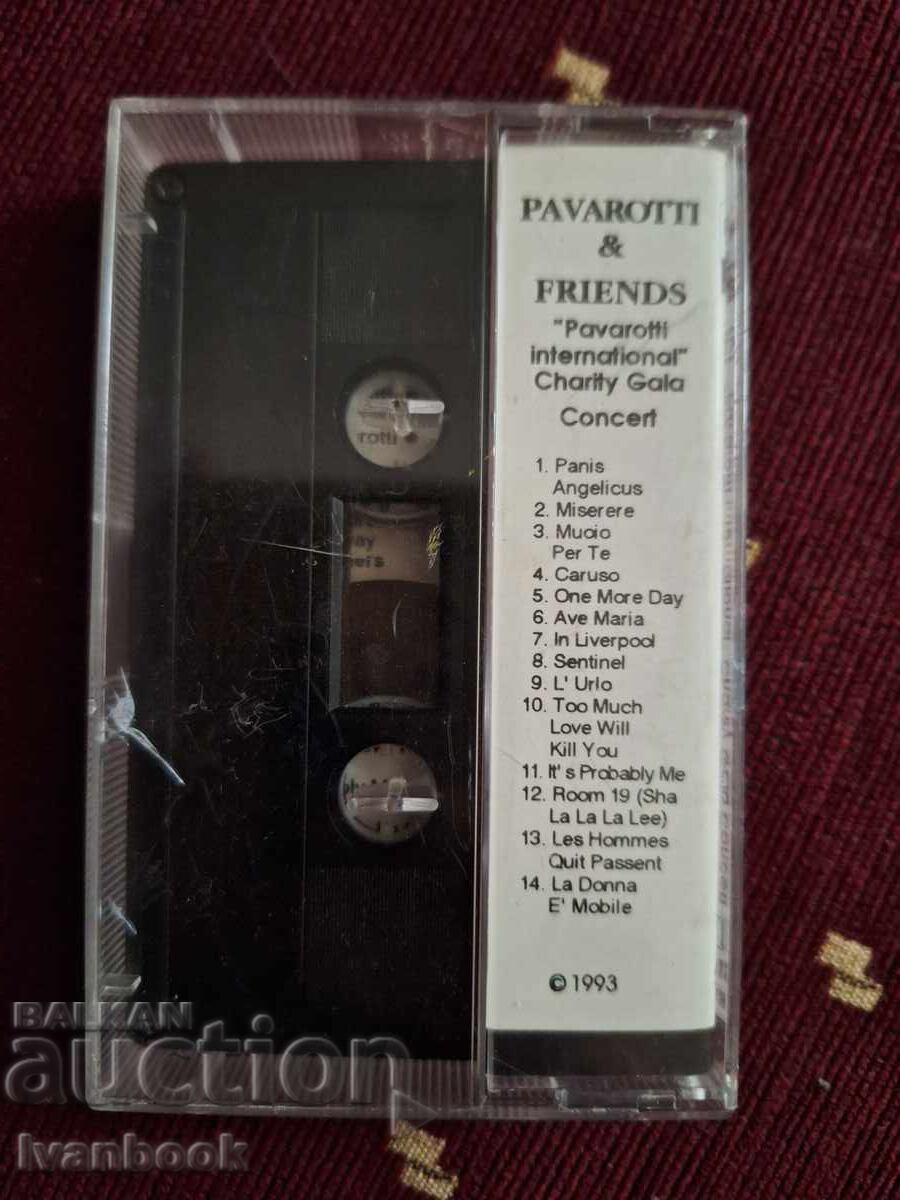 PAVAROTTI
&
FRIENDS
"Pavarotti
international"
Charity Gala
Concert
1. Panis
Angelicus
2. Miserere
3. Mucio
Per Te
4. Caruso
5. One More Day
6. Ave Maria
7. In Liverpool
8. Sentinel
9. L' Urlo
10. Too Much
Love Will
Kill You
11. It's Probably Me
12. Room 19 (Sha
La La La Lee)
13. Les Hommes
Quit Passent
14. La Donna
E' Mobile
© 1993
rotti
BALKAN
auction
Ivanbook